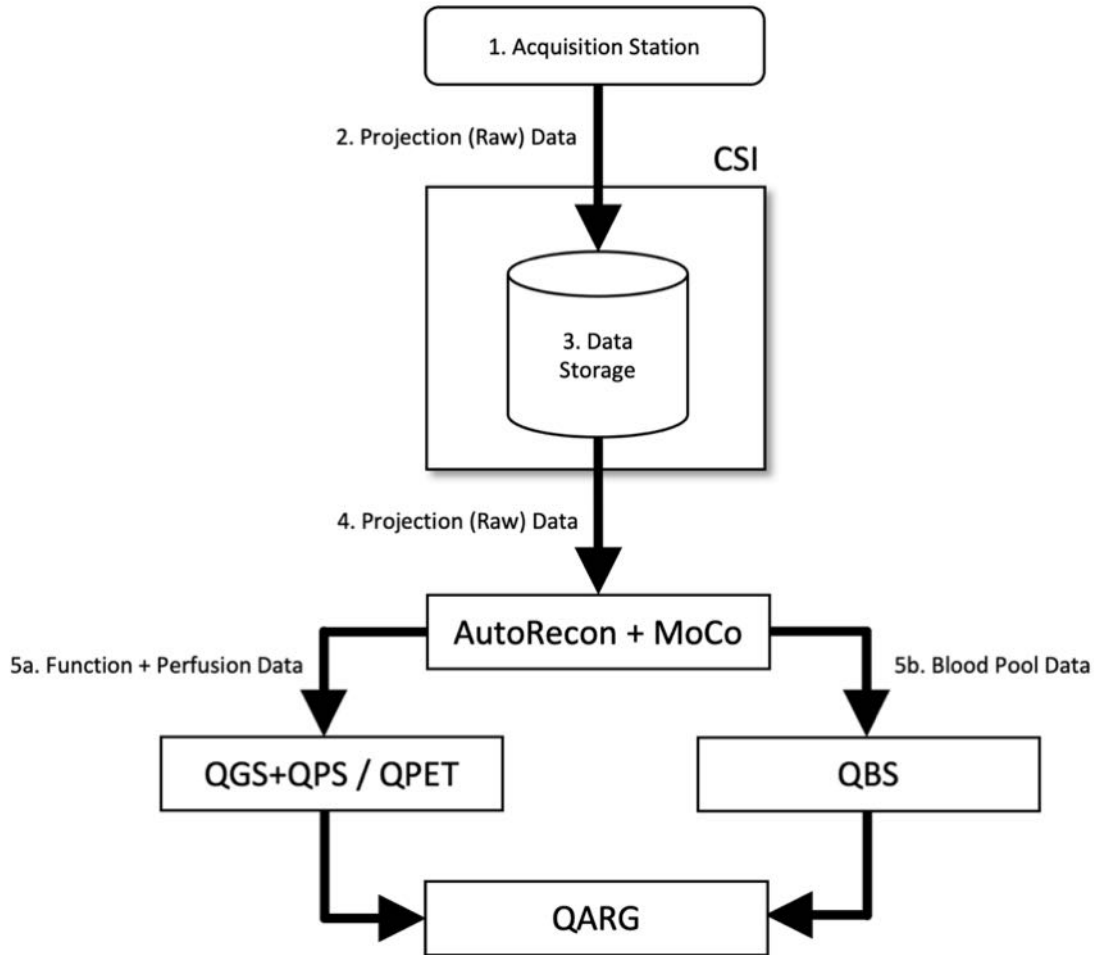 1. Acquisition Station
2. Projection (Raw) Data
CSI
3. Data
Storage
4. Projection (Raw) Data
AutoRecon + MoCo
5a. Function + Perfusion Data
5b. Blood Pool Data
QGS+QPS / QPET
QBS
QARG